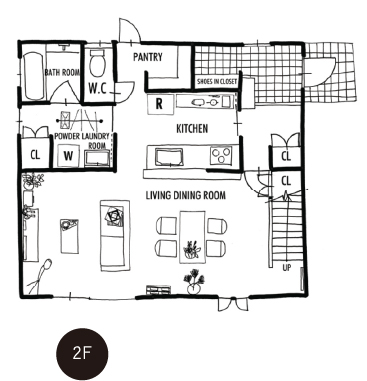 PANTRY
BATH ROOM
W.C
SHOES IN CLOSET
R
KITCHEN
POWDER LAUNDRY
ROOM
CL
W
CL
CL
LIVING DINING ROOM
UP
2F